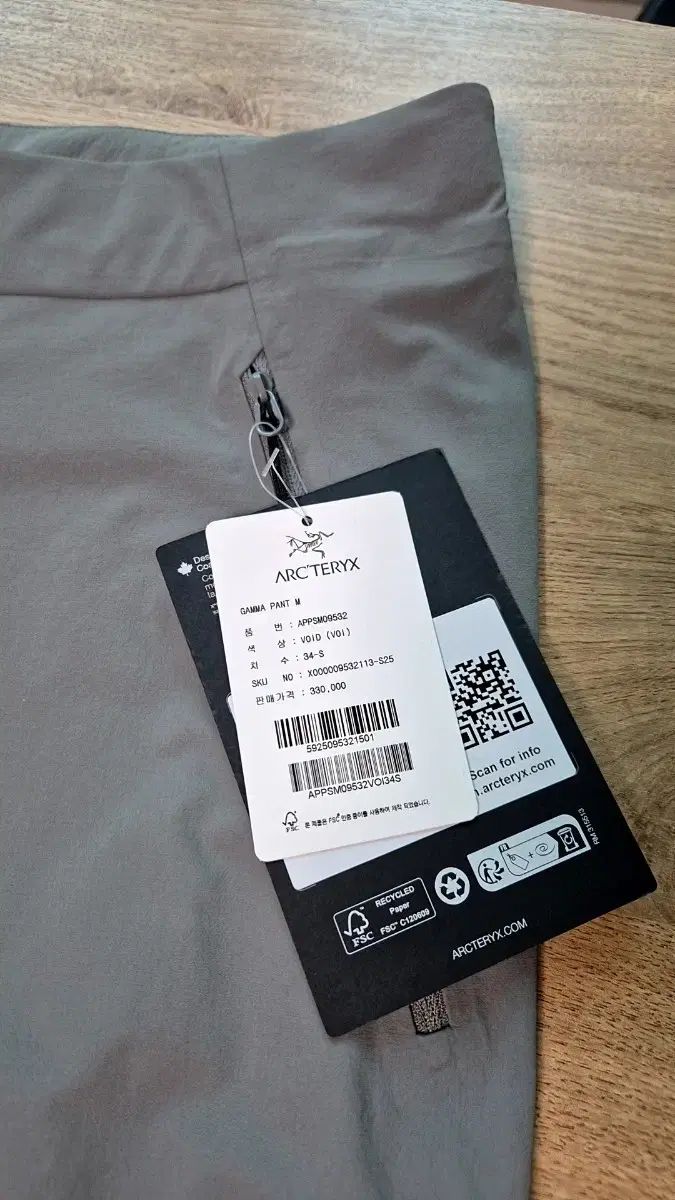 ARC'TERYX
GAMMA PANT M
품 번 : APPSM09532
색 상 : VOID (VOI)
치 수 : 34-S
SKU NO : X000009532113-S25
판매가격 : 330,000
5925095321501
APPSM09532VOI34S
FSC 본 제품은 FSC® 인증 종이를 사용하여 제작 되었습니다.
Scan for info
.arcteryx.com
RECYCLED
Paper
FSC™ C120609
FSC
FR
ARCTERYX.COM